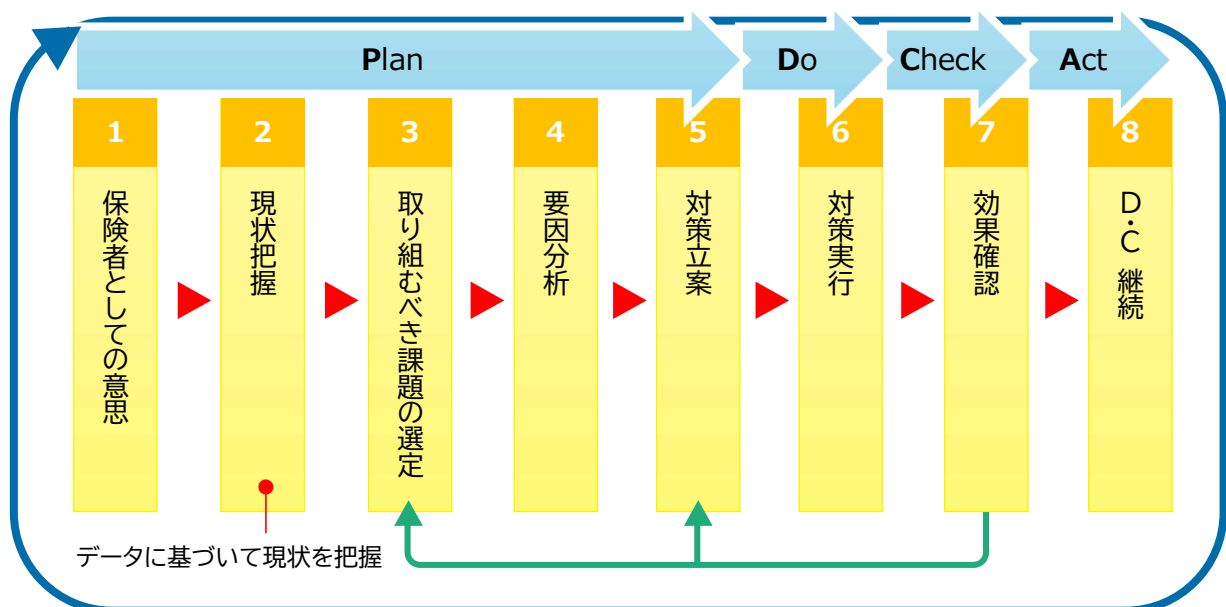 Plan
Do
Check
Act
1
2
3
4
5
6
7
8
保険者としての意思
現状把握
取り組むべき課題の選定
要因分析
対策立案
対策実行
効果確認
D・C 継続
データに基づいて現状を把握